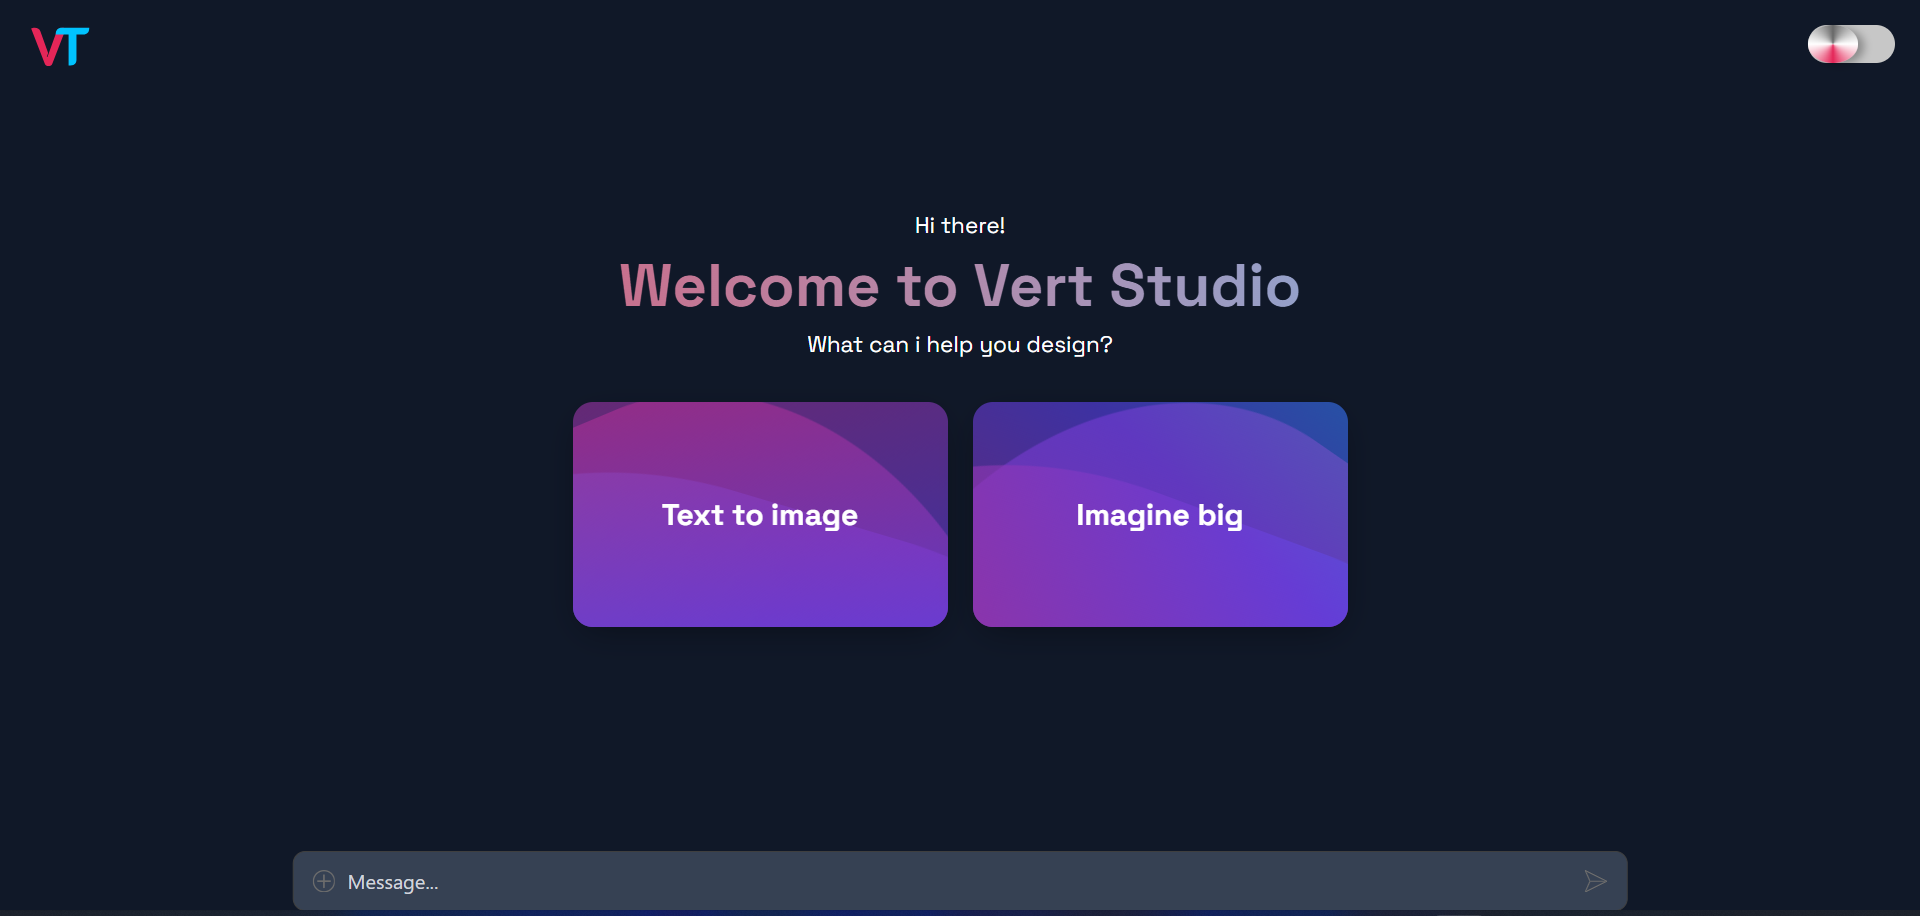 VT
Hi there!
Welcome to Vert Studio
What can i help you design?
Text to image
Imagine big
Message...